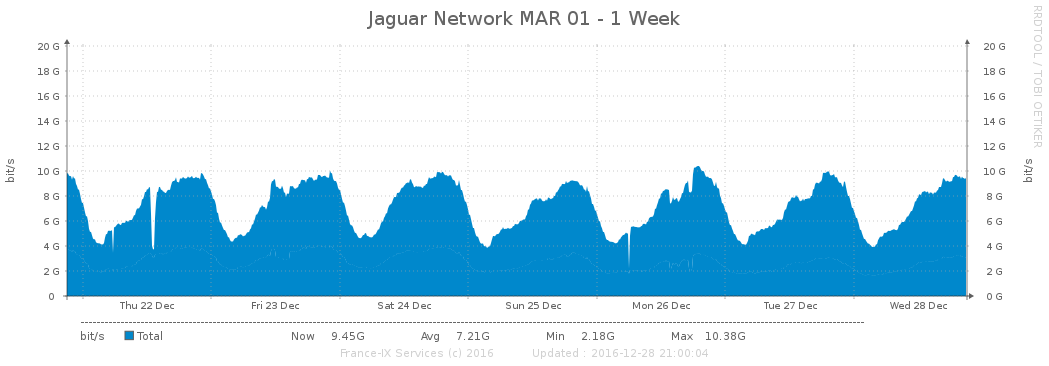 Jaguar Network MAR 01 - 1 Week
RRDTOOL / TOBI OETIKER
bit/s
bit/s
20 G 20 G
18 G 18 G
16 G 16 G
14 G 14 G
12 G 12 G
10 G 10 G
8 G 8 G
6 G 6 G
4 G 4 G
2 G 2 G
0 0 G
Thu 22 Dec Fri 23 Dec Sat 24 Dec Sun 25 Dec Mon 26 Dec Tue 27 Dec Wed 28 Dec
bit/s Total Now 9.45G Avg 7.21G Min 2.18G Max 10.38G
France-IX Services (c) 2016 Updated : 2016-12-28 21:00:04